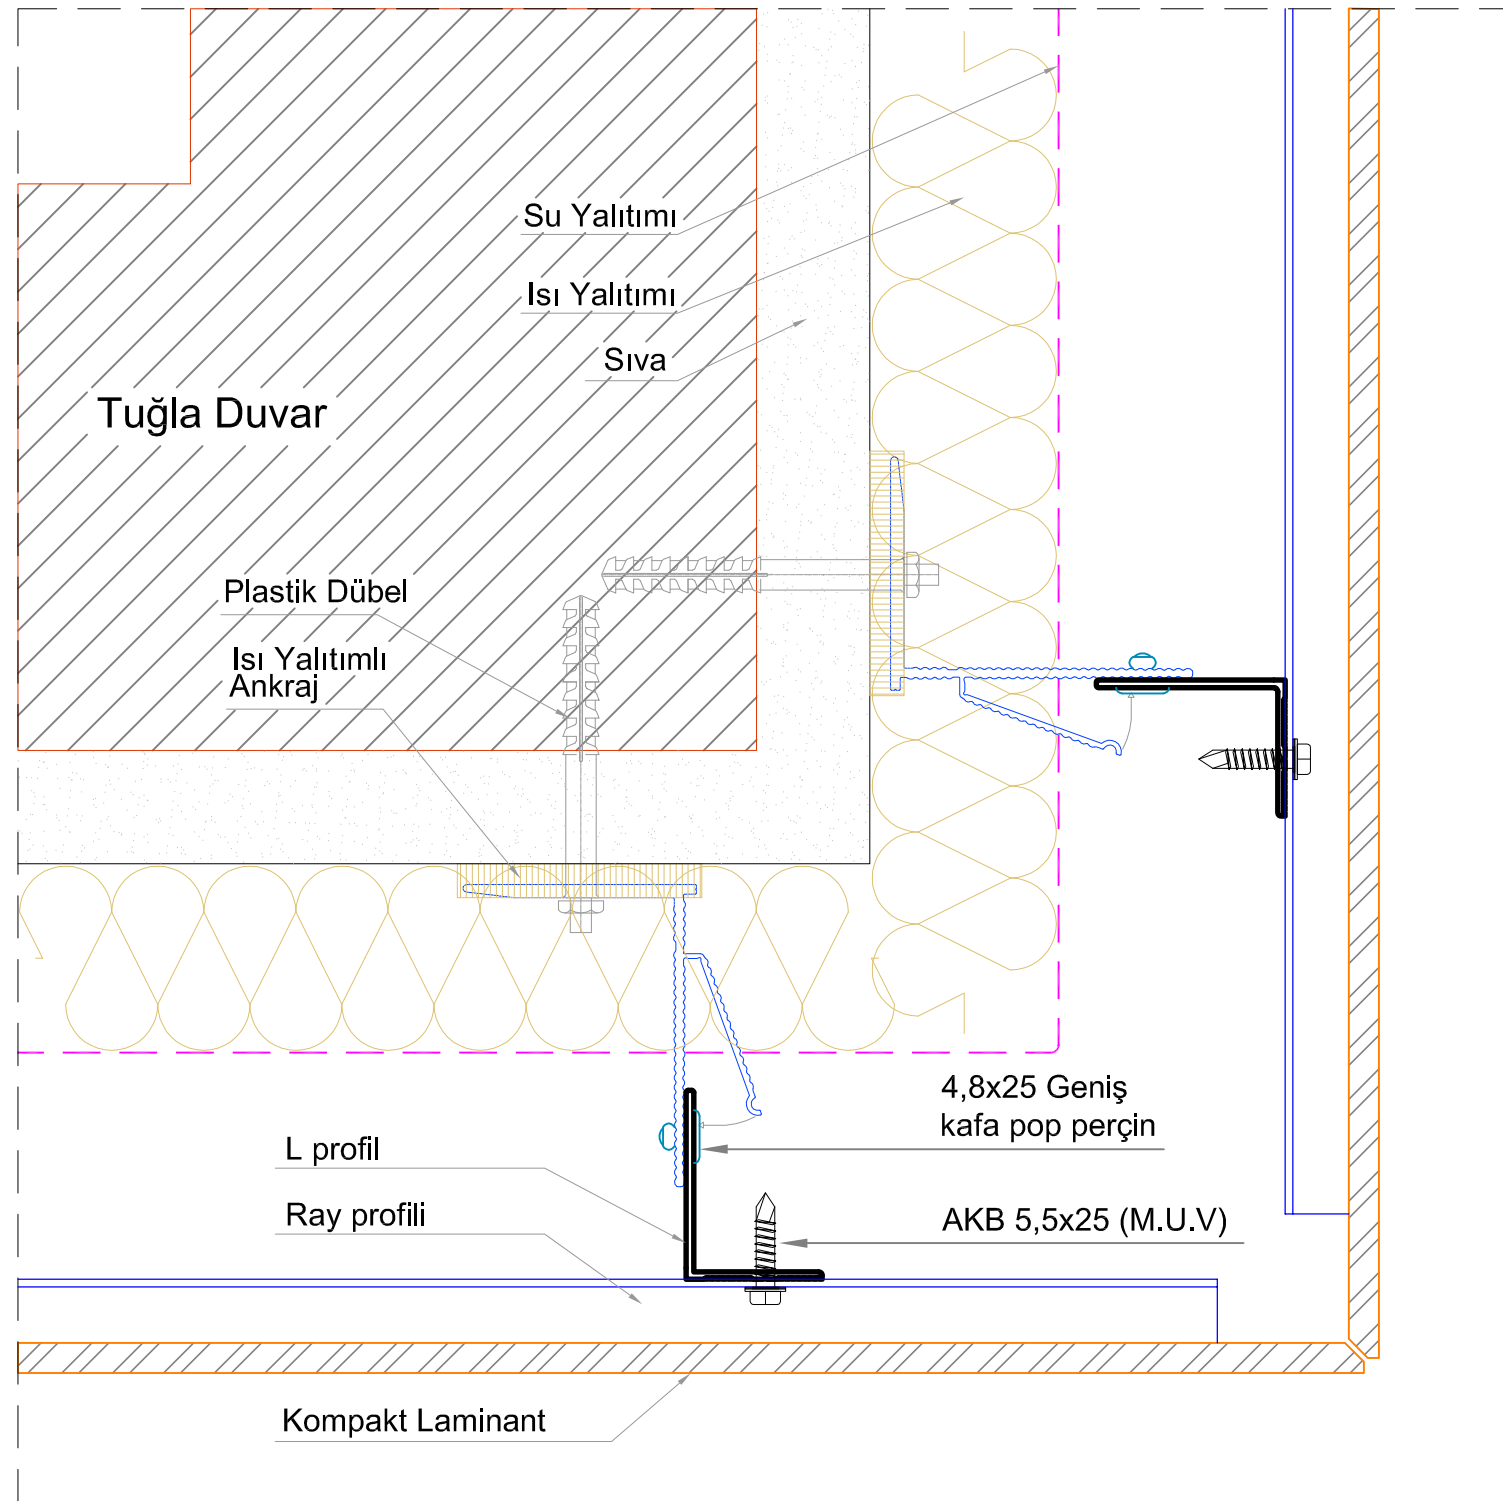 Su Yalıtımı
Isı Yalıtımı
Sıva
Tuğla Duvar
Plastik Dübel
Isı Yalıtımlı
Ankraj
4,8x25 Geniş
kafa pop perçin
L profil
Ray profili
AKB 5,5x25 (M.U.V)
Kompakt Laminant